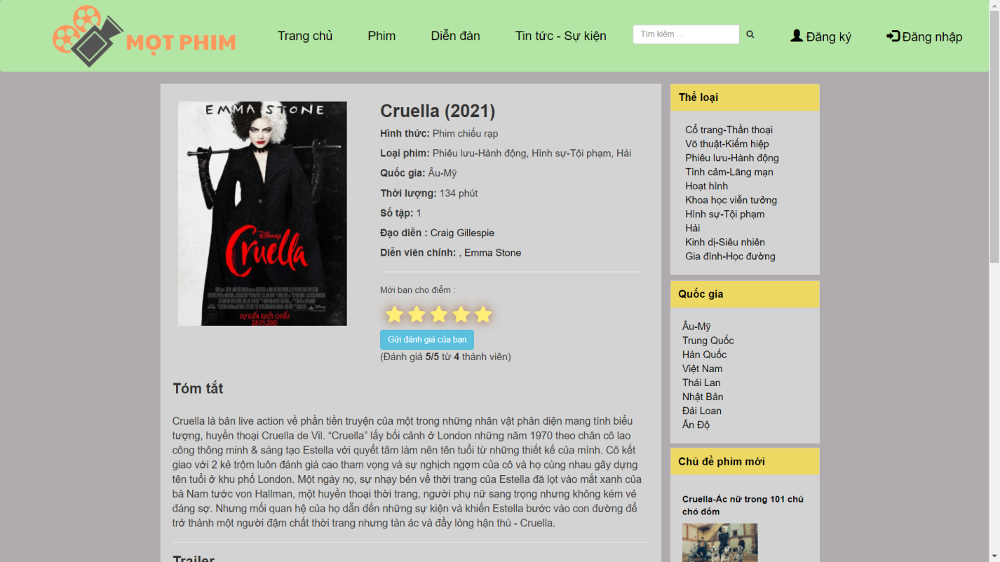 MỌT PHIM
Trang chủ
Phim
Diễn đàn
Tin tức - Sự kiện
Tìm kiếm ...
Đăng ký
Đăng nhập
EMMA STONE
Disney
Cruella
DỰ KIẾN KHỞI CHIẾU
28.05.2021
Cruella (2021)
Hình thức: Phim chiếu rạp
Loại phim: Phiêu lưu-Hành động, Hình sự-Tội phạm, Hài
Quốc gia: Âu-Mỹ
Thời lượng: 134 phút
Số tập: 1
Đạo diễn : Craig Gillespie
Diễn viên chính: , Emma Stone
Mời bạn cho điểm :
Gửi đánh giá của bạn
(Đánh giá 5/5 từ 4 thành viên)
Tóm tắt
Cruella là bản live action về phần tiền truyện của một trong những nhân vật phản diện mang tính biểu
tượng, huyền thoại Cruella de Vil. “Cruella” lấy bối cảnh ở London những năm 1970 theo chân cô lao
công thông minh & sáng tạo Estella với quyết tâm làm nên tên tuổi từ những thiết kế của mình. Cô kết
giao với 2 kẻ trộm luôn đánh giá cao tham vọng và sự nghịch ngợm của cô và họ cùng nhau gây dựng
tên tuổi ở khu phố London. Một ngày nọ, sự nhạy bén về thời trang của Estella đã lọt vào mắt xanh của
bà Nam tước von Hallman, một huyền thoại thời trang, người phụ nữ sang trọng nhưng không kém vẻ
đáng sợ. Nhưng mối quan hệ của họ dẫn đến những sự kiện và khiến Estella bước vào con đường để
trở thành một người đậm chất thời trang nhưng tàn ác và đầy lòng hận thù - Cruella.
Trailer
Thể loại
Cổ trang-Thần thoại
Võ thuật-Kiếm hiệp
Phiêu lưu-Hành động
Tình cảm-Lãng mạn
Hoạt hình
Khoa học viễn tưởng
Hình sự-Tội phạm
Hài
Kinh dị-Siêu nhiên
Gia đình-Học đường
Quốc gia
Âu-Mỹ
Trung Quốc
Hàn Quốc
Việt Nam
Thái Lan
Nhật Bản
Đài Loan
Ấn Độ
Chủ đề phim mới
Cruella-Ác nữ trong 101 chú
chó đốm